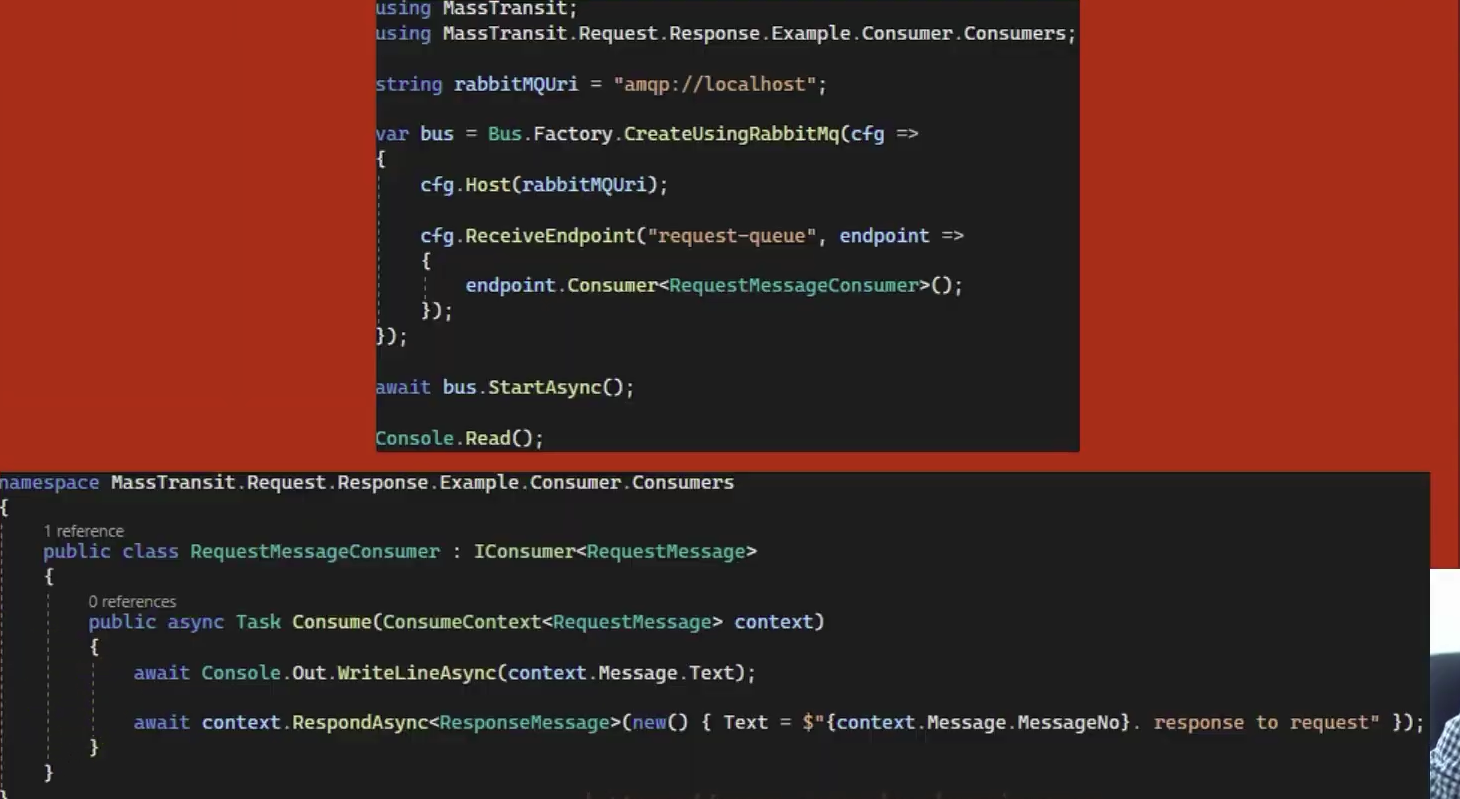 using MassTransit;
using MassTransit.Request.Response.Example.Consumer.Consumers;
string rabbitMQUri = "amqp://localhost";
var bus = Bus.Factory.CreateUsingRabbitMq(cfg =>
{
cfg.Host(rabbitMQUri);
cfg.ReceiveEndpoint("request-queue", endpoint =>
{
endpoint.Consumer<RequestMessageConsumer>();
});
});
await bus.StartAsync();
Console.Read();
namespace MassTransit.Request.Response.Example.Consumer.Consumers
{
1 reference
public class RequestMessageConsumer : IConsumer<RequestMessage>
{
0 references
public async Task Consume(ConsumeContext<RequestMessage> context)
{
await Console.Out.WriteLineAsync(context.Message.Text);
await context.RespondAsync<ResponseMessage>(new() { Text = $"{context.Message.MessageNo}. response to request" });
}
}
}